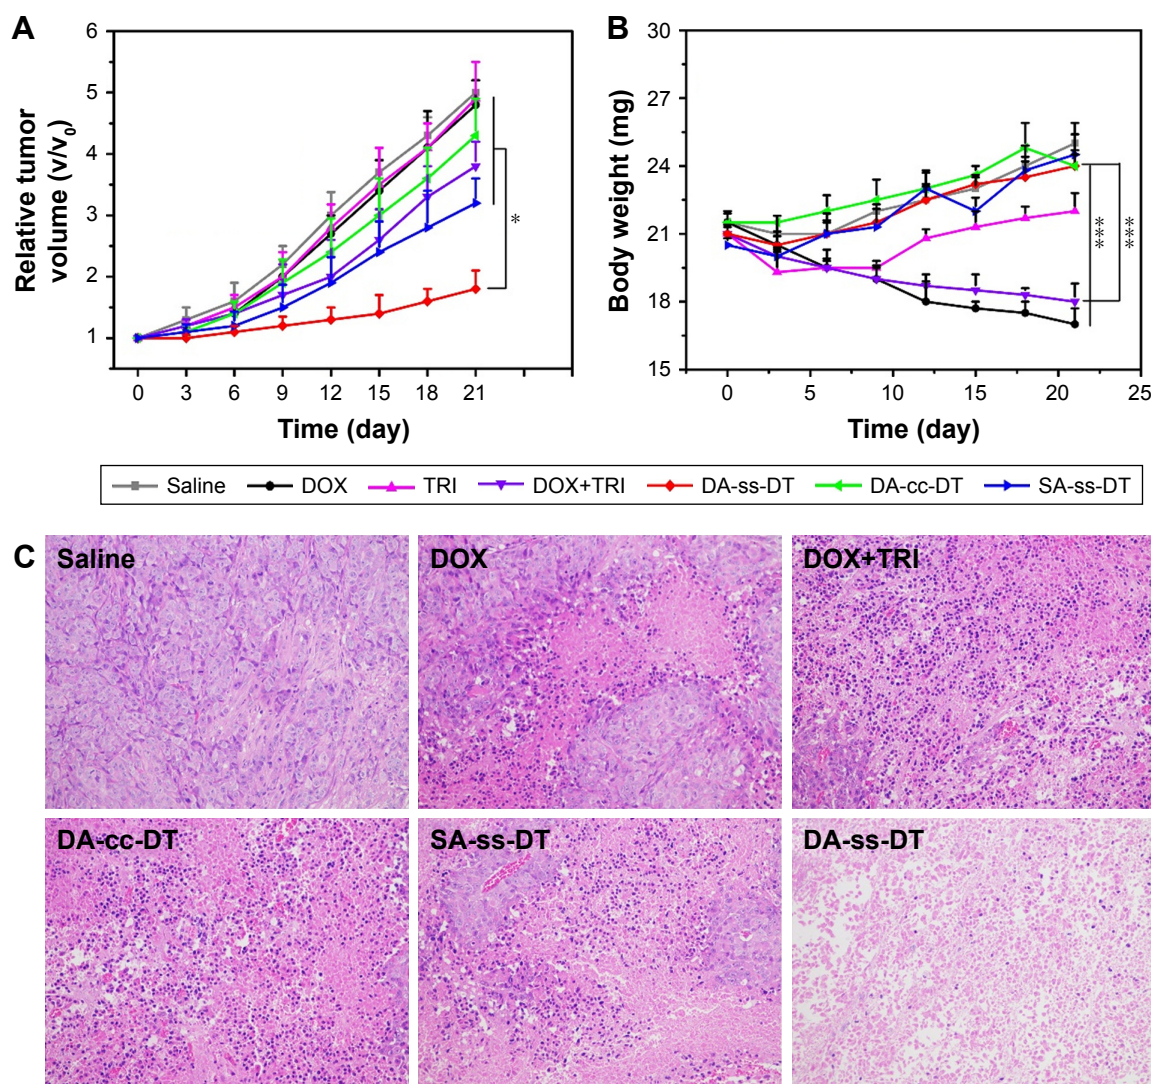 A
Relative tumor
volume (v/v₀)
6
5
4
3
2
1
0 3 6 9 12 15 18 21
Time (day)
*
B
Body weight (mg)
30
27
24
21
18
15
0 5 10 15 20 25
Time (day)
***
***
Saline DOX TRI DOX+TRI DA-ss-DT DA-cc-DT SA-ss-DT
C
Saline
DOX
DOX+TRI
DA-cc-DT
SA-ss-DT
DA-ss-DT